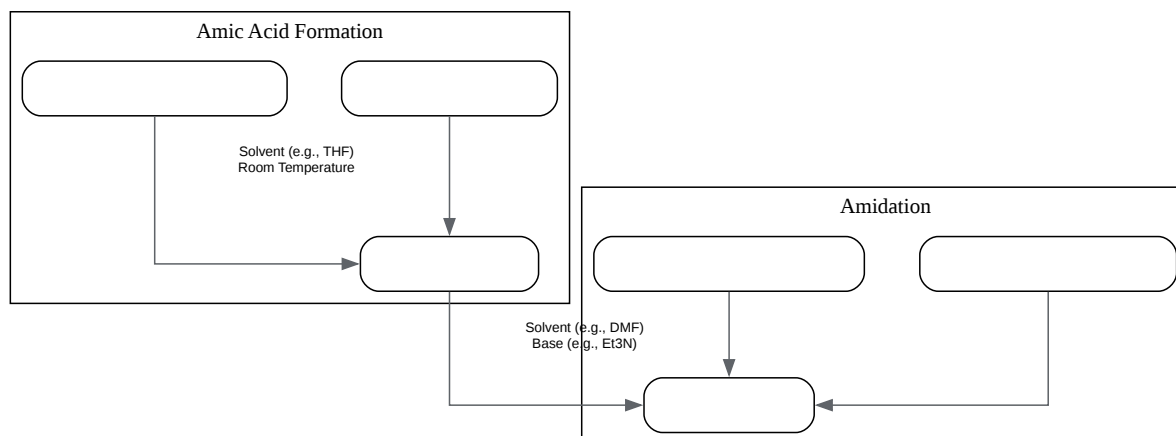 Amic Acid Formation
Solvent (e.g., THF)
Room Temperature
Amidation
Solvent (e.g., DMF)
Base (e.g., Et3N)